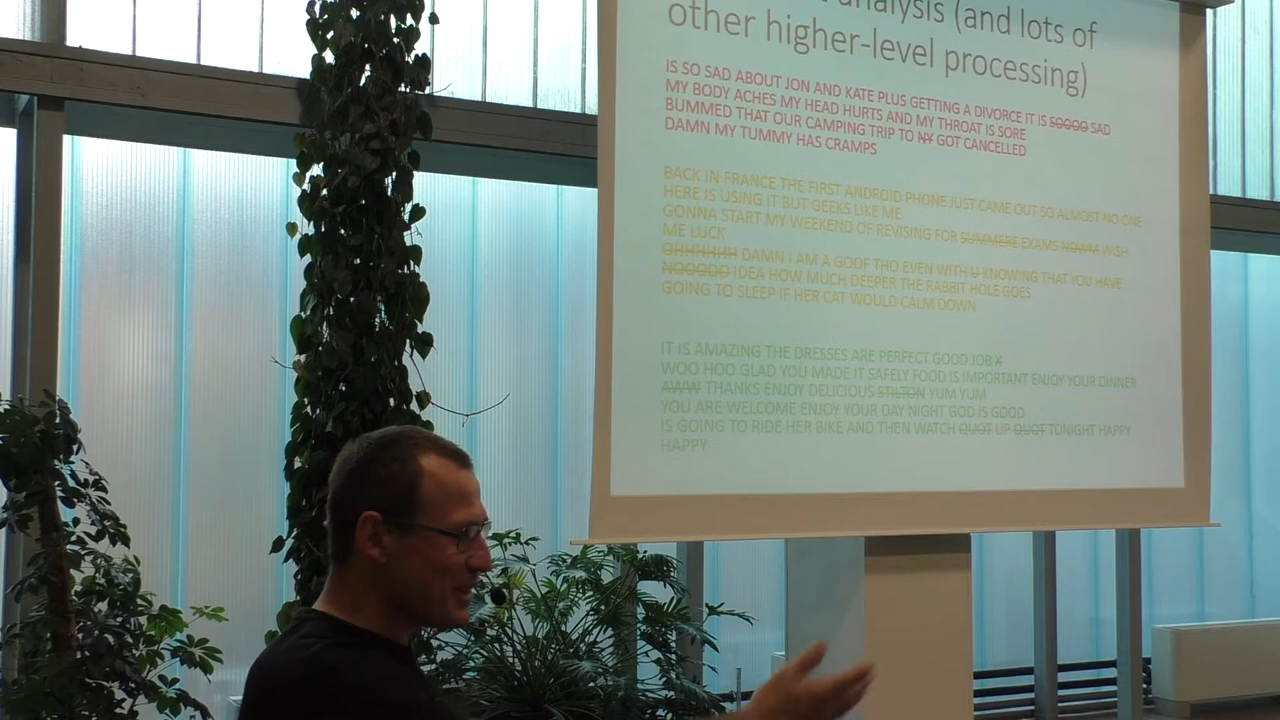 analysis (and lots of
other higher-level processing)
IS SO SAD ABOUT JON AND KATE PLUS GETTING A DIVORCE IT IS SOOOO SAD
MY BODY ACHES MY HEAD HURTS AND MY THROAT IS SORE
BUMMED THAT OUR CAMPING TRIP TO NY GOT CANCELLED
DAMN MY TUMMY HAS CRAMPS
BACK IN FRANCE THE FIRST ANDROID PHONE JUST CAME OUT SO ALMOST NO ONE
HERE IS USING IT BUT GEEKS LIKE ME
GONNA START MY WEEKEND OF REVISING FOR SUMMERE EXAMS NOWM WISH
ME LUCK
OHHHHHH DAMN I AM A GOOF THO EVEN WITH U KNOWING THAT YOU HAVE
NOOOOO IDEA HOW MUCH DEEPER THE RABBIT HOLE GOES
GOING TO SLEEP IF HER CAT WOULD CALM DOWN
IT IS AMAZING THE DRESSES ARE PERFECT GOOD JOB X
WOO HOO GLAD YOU MADE IT SAFELY FOOD IS IMPORTANT ENJOY YOUR DINNER
AWW THANKS ENJOY DELICIOUS STILTON YUM YUM
YOU ARE WELCOME ENJOY YOUR DAY NIGHT GOD IS GOOD
IS GOING TO RIDE HER BIKE AND THEN WATCH QUOT UP QUOT TONIGHT HAPPY
HAPPY